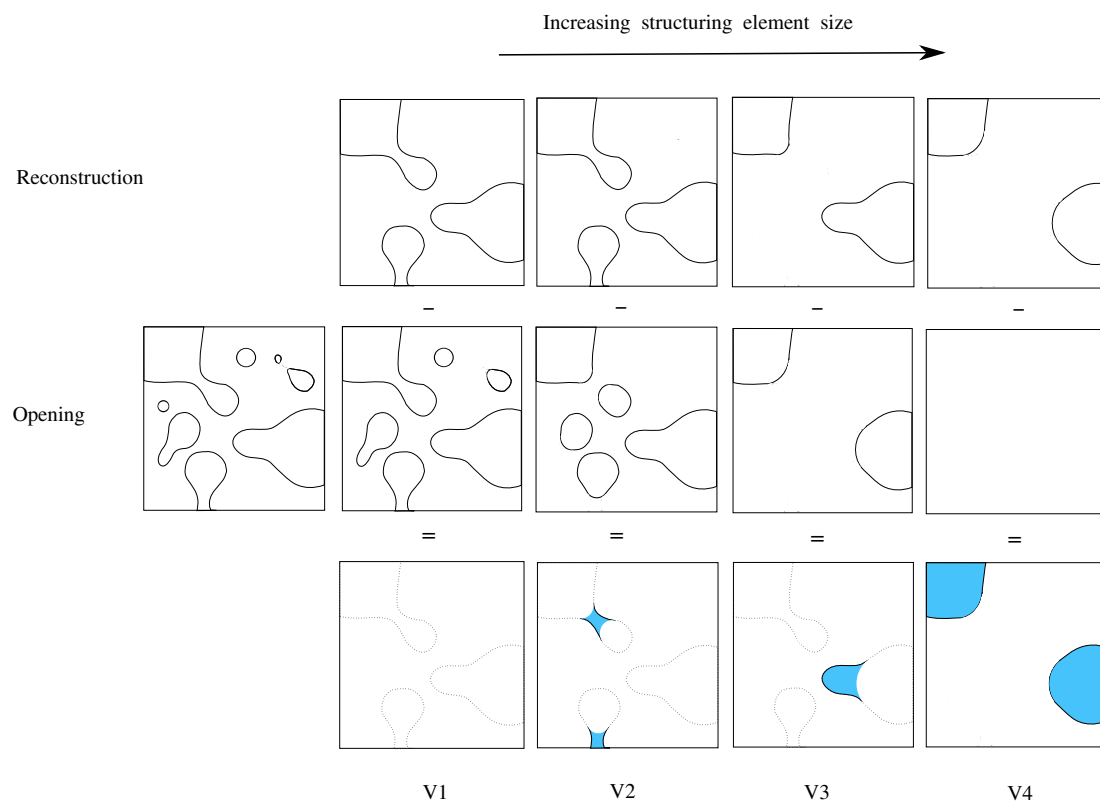 Increasing structuring element size
Reconstruction
– – – –
Opening
= = = =
V1 V2 V3 V4